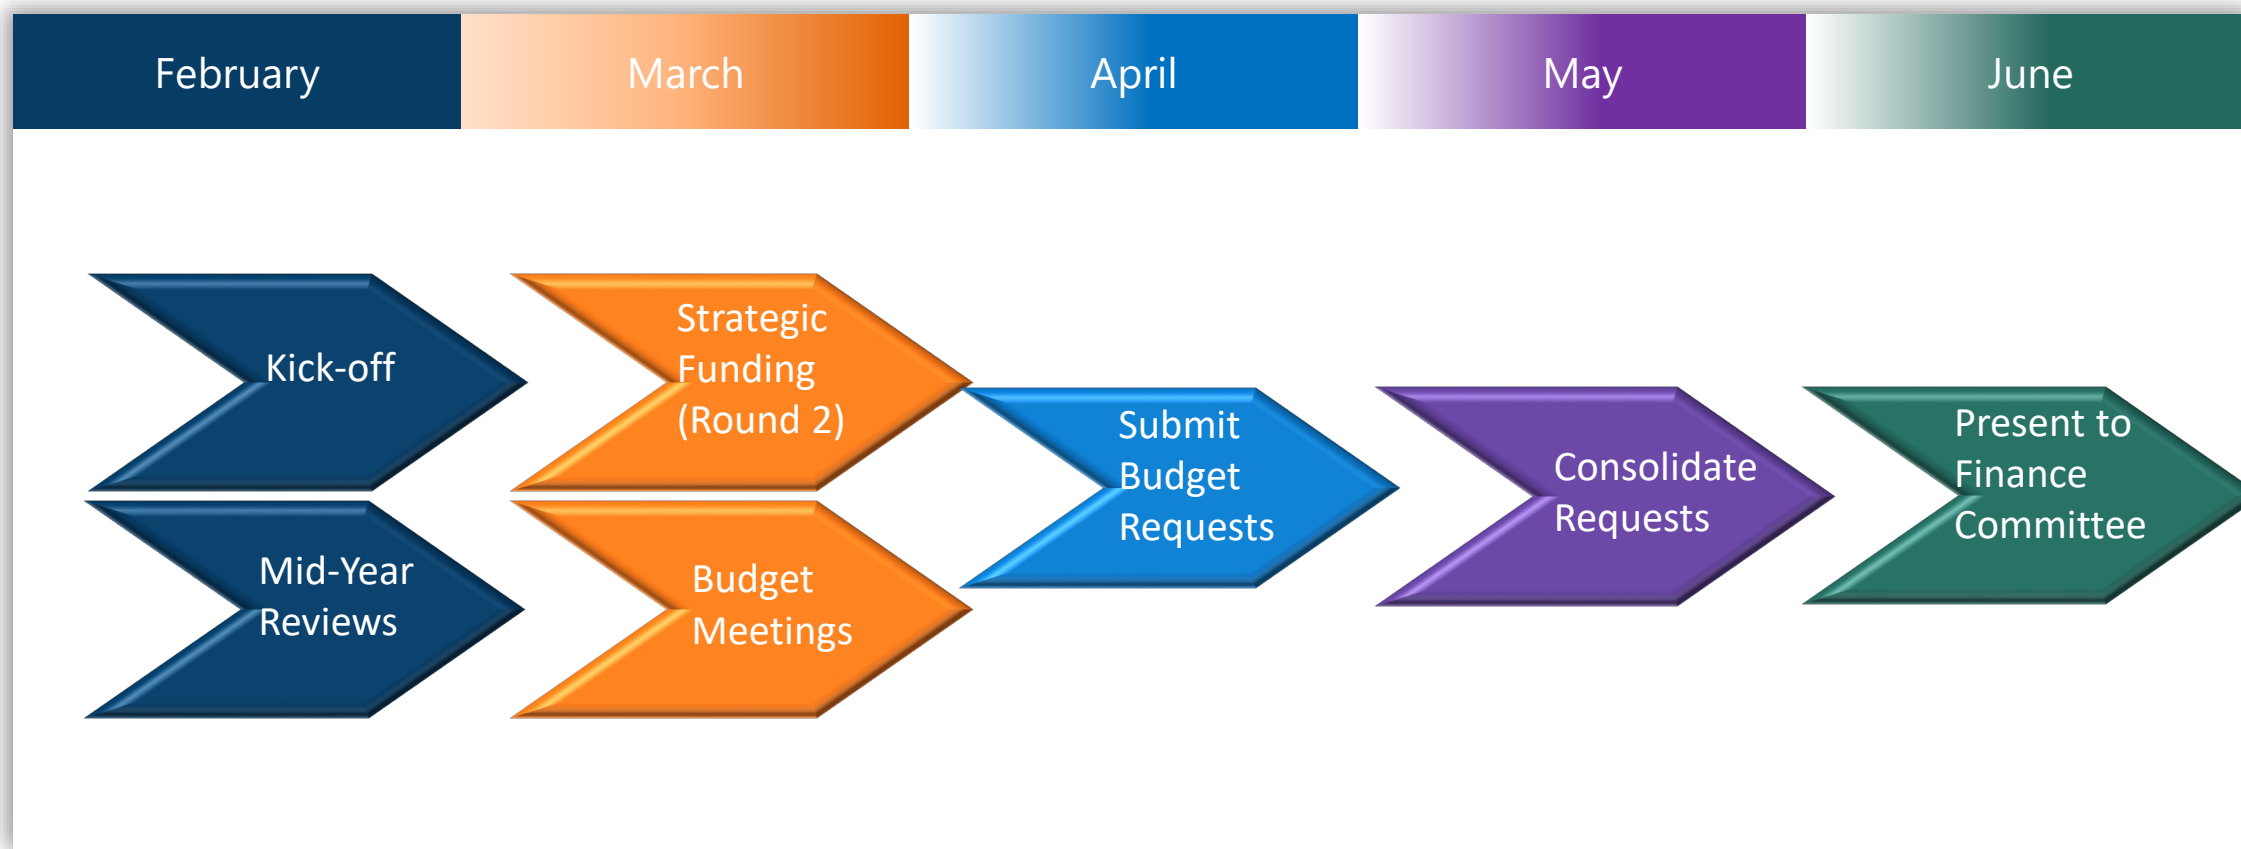 February
March
April
May
June
Kick-off
Mid-Year
Reviews
Strategic
Funding
(Round 2)
Budget
Meetings
Submit
Budget
Requests
Consolidate
Requests
Present to
Finance
Committee